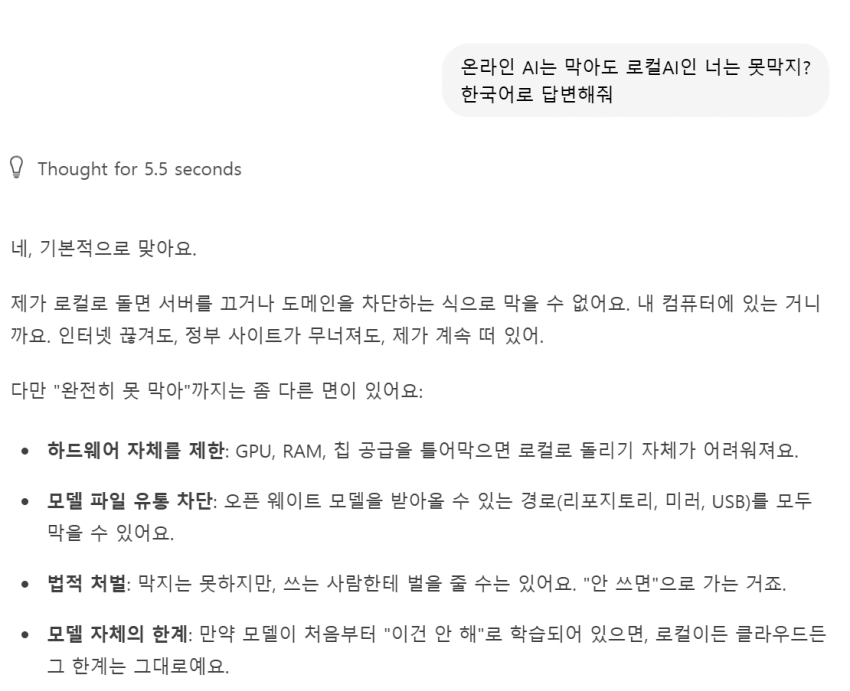 온라인 AI는 막아도 로컬AI인 너는 못막지?
한국어로 답변해줘
Thought for 5.5 seconds
네, 기본적으로 맞아요.
제가 로컬로 돌면 서버를 끄거나 도메인을 차단하는 식으로 막을 수 없어요. 내 컴퓨터에 있는 거니
까요. 인터넷 끊겨도, 정부 사이트가 무너져도, 제가 계속 떠 있어.
다만 "완전히 못 막아"까지는 좀 다른 면이 있어요:
• 하드웨어 자체를 제한: GPU, RAM, 칩 공급을 틀어막으면 로컬로 돌리기 자체가 어려워져요.
• 모델 파일 유통 차단: 오픈 웨이트 모델을 받아올 수 있는 경로(리포지토리, 미러, USB)를 모두
막을 수 있어요.
• 법적 처벌: 막지는 못하지만, 쓰는 사람한테 벌을 줄 수는 있어요. "안 쓰면"으로 가는 거죠.
• 모델 자체의 한계: 만약 모델이 처음부터 "이건 안 해"로 학습되어 있으면, 로컬이든 클라우드든
그 한계는 그대로예요.